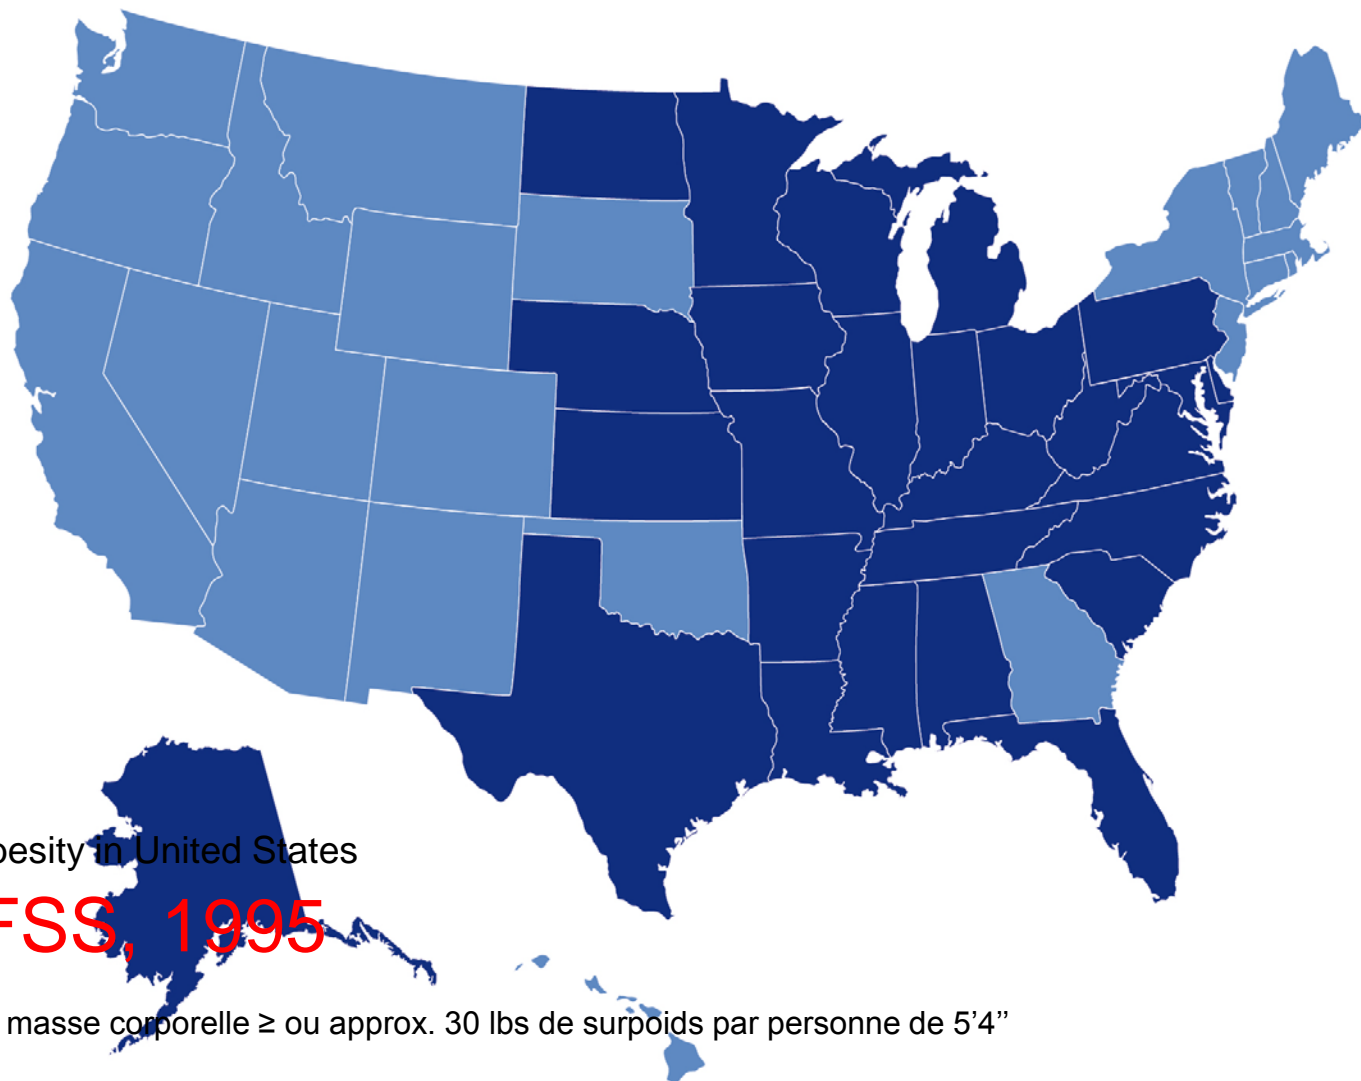 besity in United States
FSS, 1995
masse corporelle ≥ ou approx. 30 lbs de surpoids par personne de 5’4’’